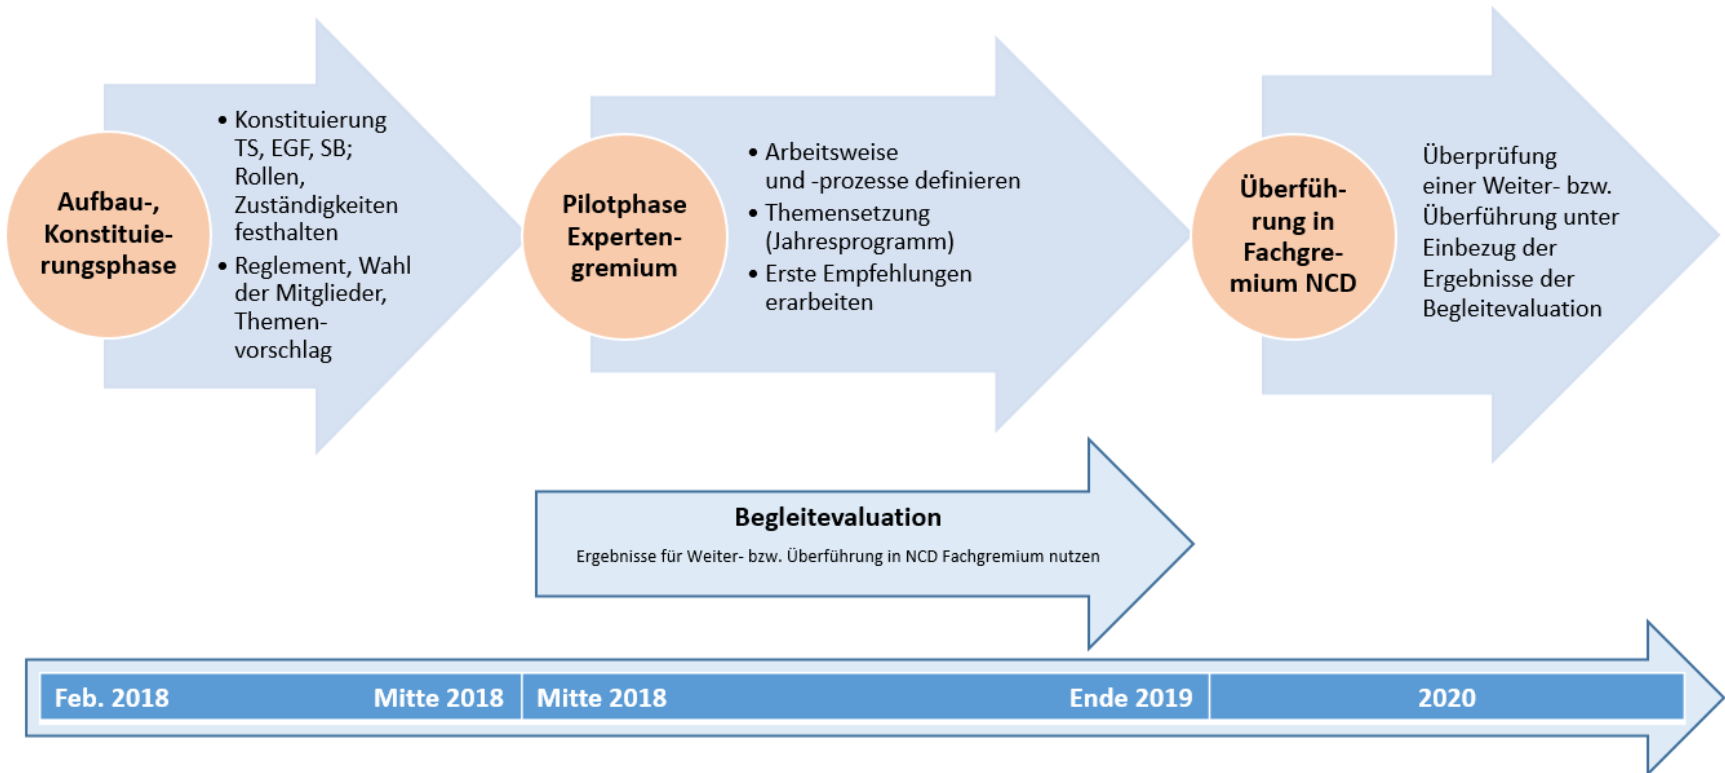 Aufbau-,
Konstituie-
rungsphase
• Konstituierung
TS, EGF, SB;
Rollen,
Zuständigkeiten
festhalten
• Reglement, Wahl
der Mitglieder,
Themen-
vorschlag
Pilotphase
Experten-
gremium
• Arbeitsweise
und -prozesse definieren
• Themensetzung
(Jahresprogramm)
• Erste Empfehlungen
erarbeiten
Überfüh-
rung in
Fachgre-
mium NCD
Überprüfung
einer Weiter- bzw.
Überführung unter
Einbezug der
Ergebnisse der
Begleitevaluation
Begleitevaluation
Ergebnisse für Weiter- bzw. Überführung in NCD Fachgremium nutzen
Feb. 2018 Mitte 2018 Mitte 2018 Ende 2019 2020